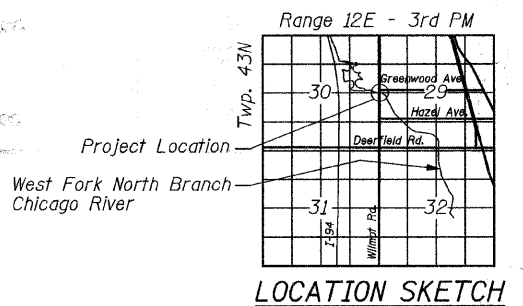 Range 12E - 3rd PM
Twp. 43N
Greenwood Ave.
30
29
Hazel Ave.
Project Location
Deerfield Rd.
West Fork North Branch
Chicago River
31
32
I-94
Wilmot Rd.
LOCATION SKETCH